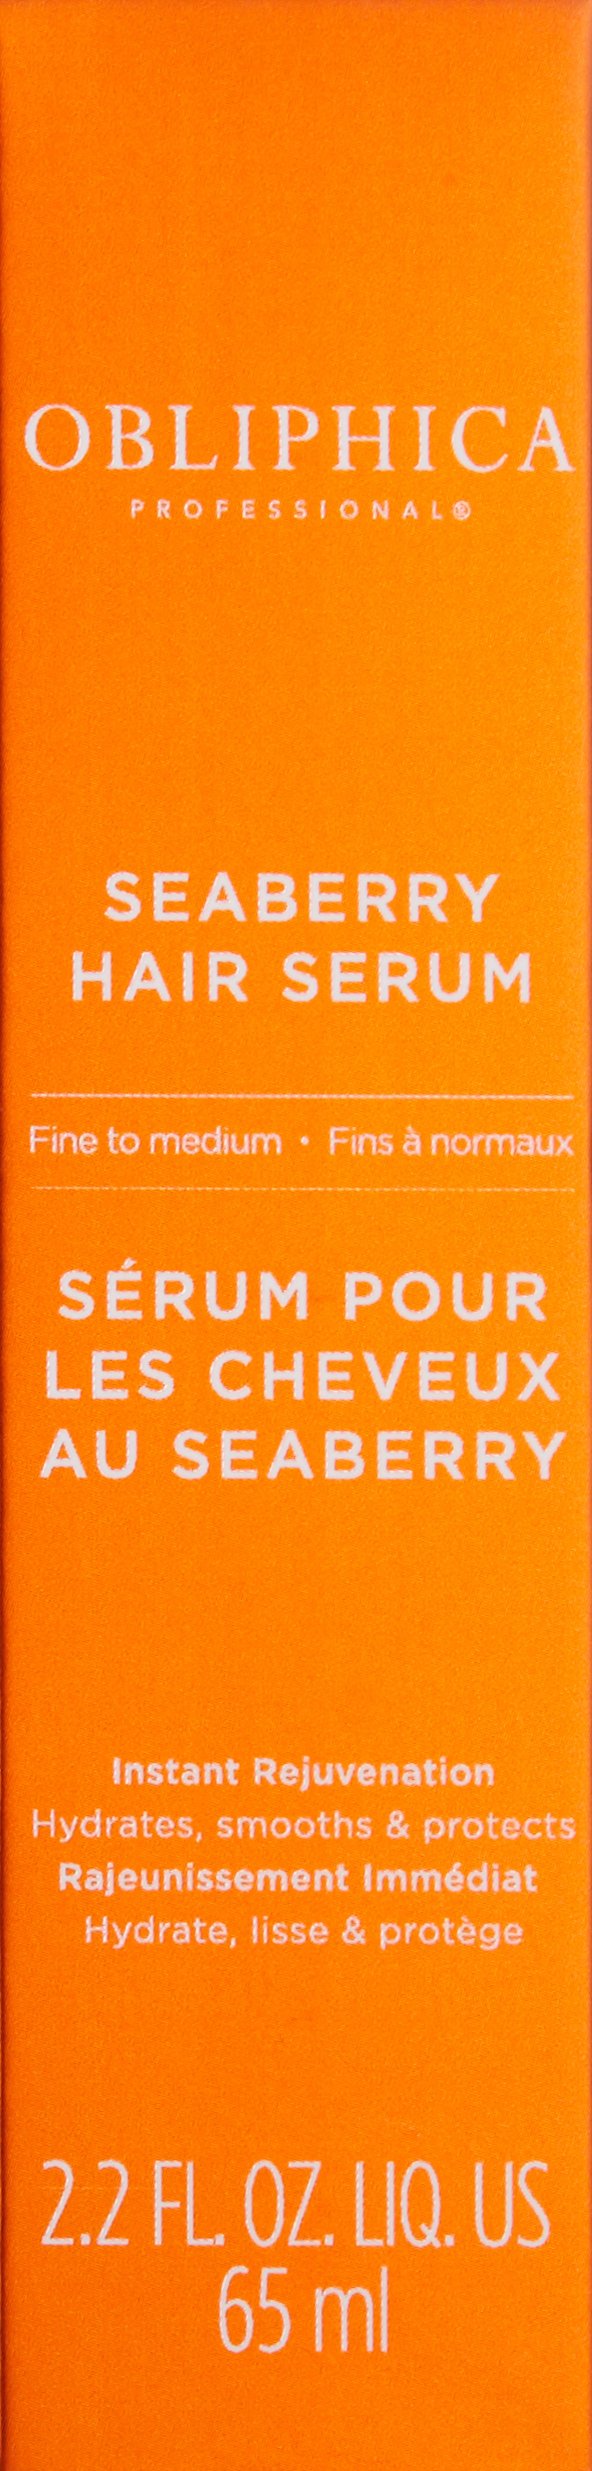 OBLIPHICA
PROFESSIONAL®
SEABERRY
HAIR SERUM
Fine to medium • Fins à normaux
SÉRUM POUR
LES CHEVEUX
AU SEABERRY
Instant Rejuvenation
Hydrates, smooths & protects
Rajeunissement Immédiat
Hydrate, lisse & protège
2.2 FL. OZ. LIQ. US
65 ml